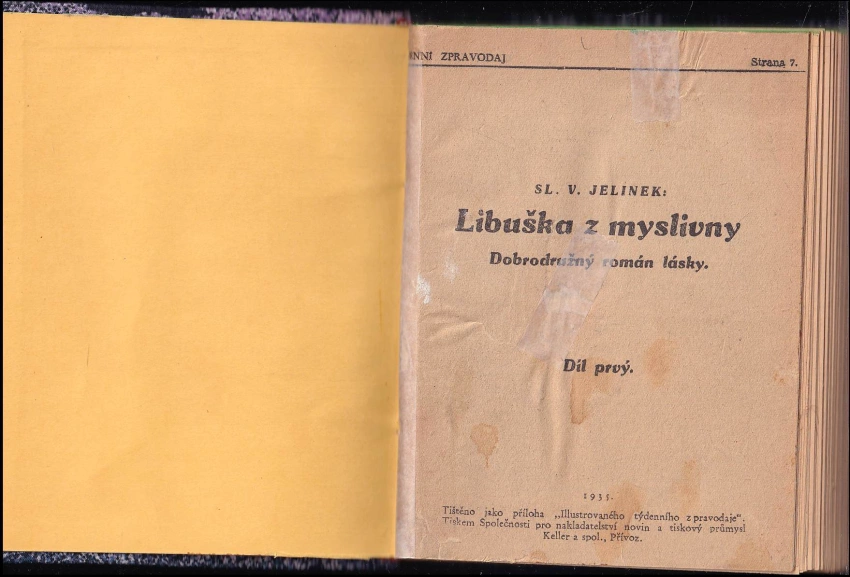 ZPRAVODAJ
Strana 7.
SL. V. JELINEK:
Libuška z myslivny
Dobrodružný román lásky.
Díl prvý.
1935.
Tištěno jako příloha „Illustrovaného týdenního zpravodaje".
Tiskem Společnosti pro nakladatelství novin a tiskový průmysl
Keller a spol., Přívoz.